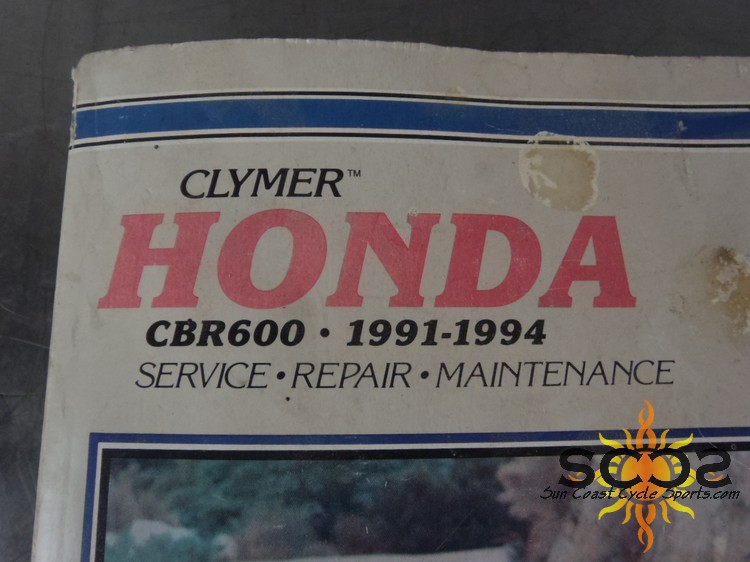 CLYMER™
HONDA
CBR600 • 1991-1994
SERVICE • REPAIR • MAINTENANCE
SCCS
Sun Coast Cycle Sports.com